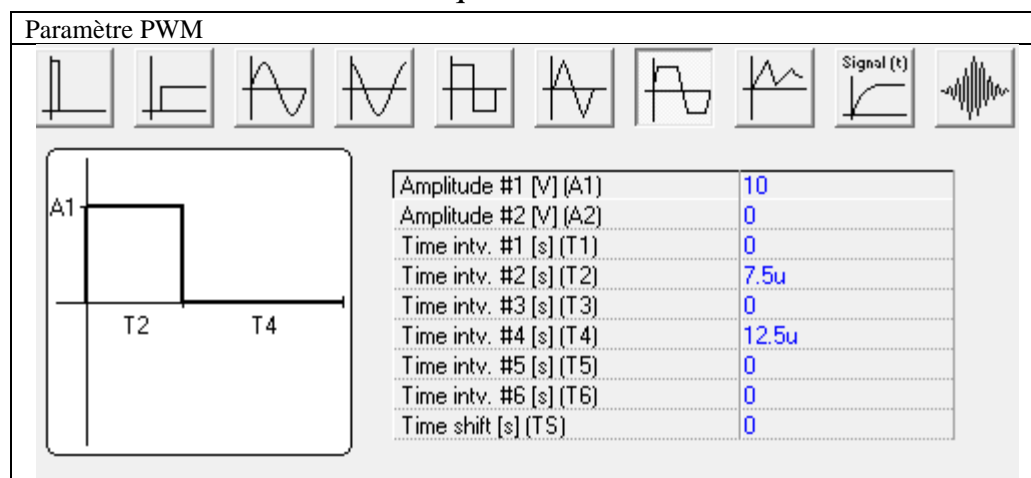 Paramètre PWM
Signal (t)
A1
T2 T4
Amplitude #1 [V] (A1) 10
Amplitude #2 [V] (A2) 0
Time intv. #1 [s] (T1) 0
Time intv. #2 [s] (T2) 7.5u
Time intv. #3 [s] (T3) 0
Time intv. #4 [s] (T4) 12.5u
Time intv. #5 [s] (T5) 0
Time intv. #6 [s] (T6) 0
Time shift [s] (TS) 0